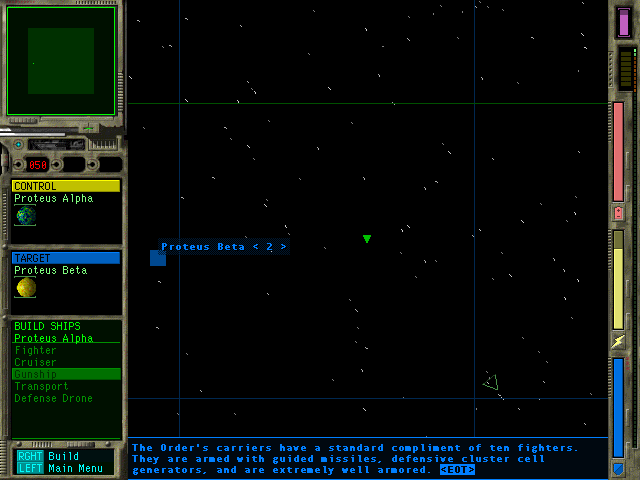 050
CONTROL
Proteus Alpha
TARGET
Proteus Beta
BUILD SHIPS
Proteus Alpha
Fighter
Cruiser
Gunship
Transport
Defense Drone
RGHT Build
LEFT Main Menu
Proteus Beta < 2 >
The Order's carriers have a standard compliment of ten fighters.
They are armed with guided missiles, defensive cluster cell
generators, and are extremely well armored. <EOT>